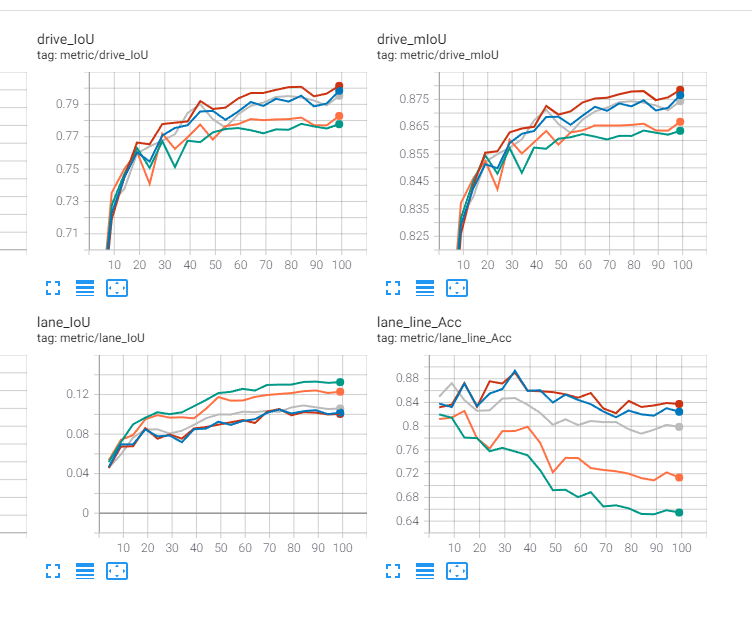 drive_IoU
tag: metric/drive_IoU
0.79
0.77
0.75
0.73
0.71
10 20 30 40 50 60 70 80 90 100
drive_mIoU
tag: metric/drive_mIoU
0.875
0.865
0.855
0.845
0.835
0.825
10 20 30 40 50 60 70 80 90 100
lane_IoU
tag: metric/lane_IoU
0.12
0.08
0.04
0
10 20 30 40 50 60 70 80 90 100
lane_line_Acc
tag: metric/lane_line_Acc
0.88
0.84
0.8
0.76
0.72
0.68
0.64
10 20 30 40 50 60 70 80 90 100